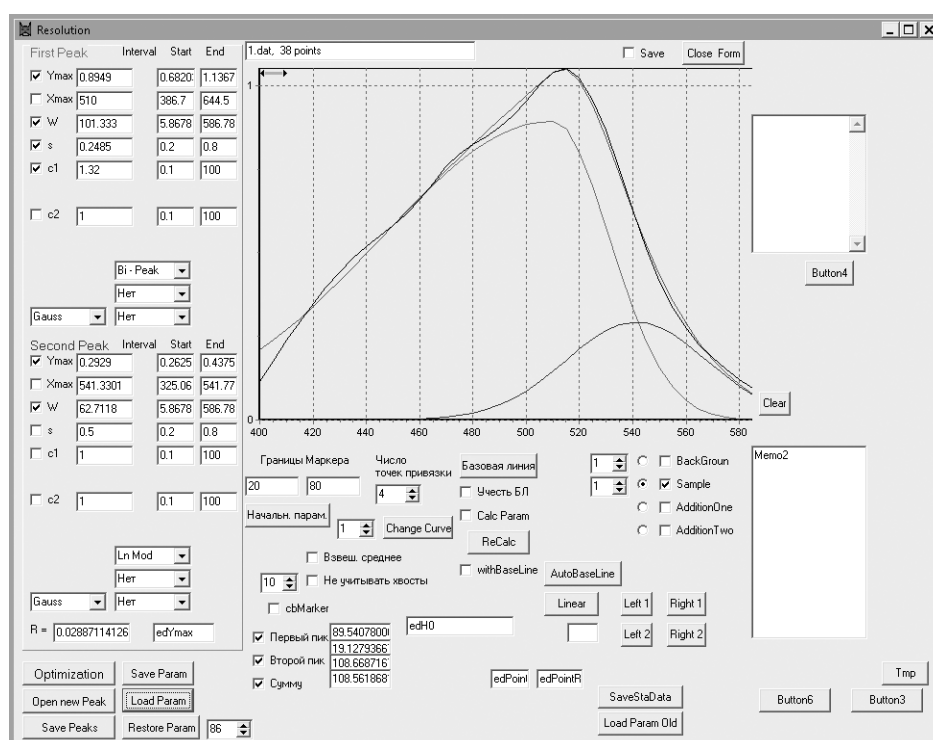 Resolution
First Peak Interval Start End
Ymax 0.8949 0.6820: 1.1367
Xmax 510 386.7 644.5
W 101.333 5.8678 586.78
s 0.2485 0.2 0.8
c1 1.32 0.1 100
c2 1 0.1 100
Bi - Peak
Нет
Gauss Нет
Second Peak Interval Start End
Ymax 0.2929 0.2625 0.4375
Xmax 541.3301 325.06 541.77
W 62.7118 5.8678 586.78
s 0.5 0.2 0.8
c1 1 0.1 100
c2 1 0.1 100
Ln Mod
Нет
Gauss Нет
R = 0.02887114126 edYmax
Optimization Save Param
Open new Peak Load Param
Save Peaks Restore Param 86
1.dat, 38 points
Save Close Form
1
0
400 420 440 460 480 500 520 540 560 580
Button4
Clear
Границы Маркера
20 80
Начальн. парам.
Число
точек привязки
4
1 Change Curve
Базовая линия
Учесть БЛ
Calc Param
ReCalc
withBaseLine AutoBaseLine
1 BackGroun
1 Sample
AdditionOne
AdditionTwo
Взвеш. среднее
10 Не учитывать хвосты
cbMarker
Linear Left 1 Right 1
Left 2 Right 2
Первый пик 89.5407800 edH0
19.1279366
Второй пик 108.668716
Сумму 108.561868
edPoint edPointR
SaveStaData
Load Param Old
Memo2
Tmp
Button6 Button3